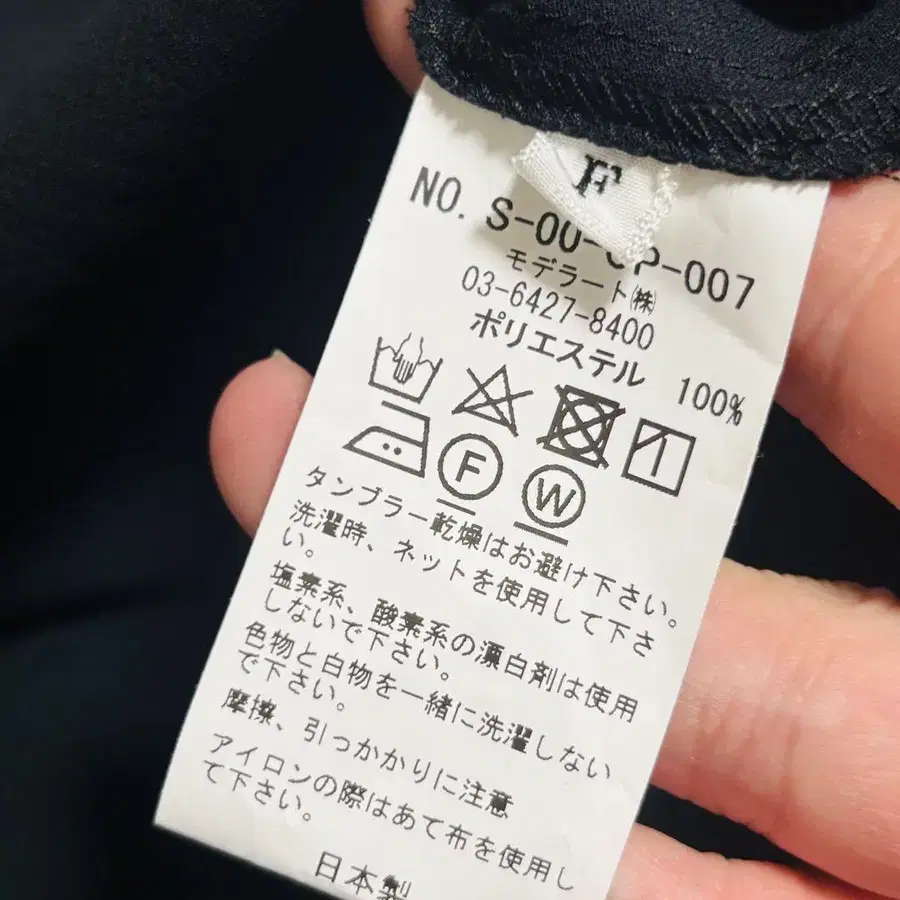 F
NO. S-00-OP-007
モデラート㈱
03-6427-8400
ポリエステル 100%
F W
タンブラー乾燥はお避け下さい。
洗濯時、ネットを使用して下さ
い。
塩素系、酸素系の漂白剤は使用
しないで下さい。
色物と白物を一緒に洗濯しない
で下さい。
摩擦、引っかかりに注意
アイロンの際はあて布を使用し
て下さい。
日本製